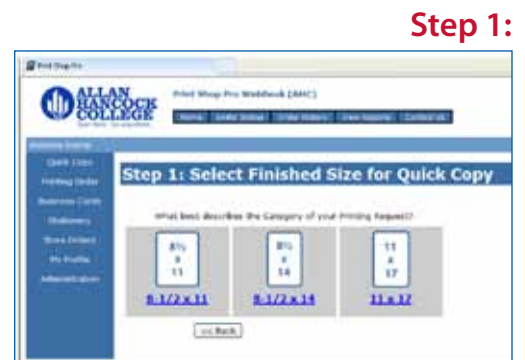 Step 1:
Print Shop Pro
ALLAN
HANCOCK
COLLEGE
Print Shop Pro Webdesk (AHC)
Home Order Status Order History View Reports Contact Us
Quick Copy
Printing Order
Business Cards
Stationery
Store Orders
My Profile
Administration
Step 1: Select Finished Size for Quick Copy
What best describes the Category of your Printing Request?
8½ x 11
8½ x 14
11 x 17
8-1/2 x 11
8-1/2 x 14
11 x 17
<< Back